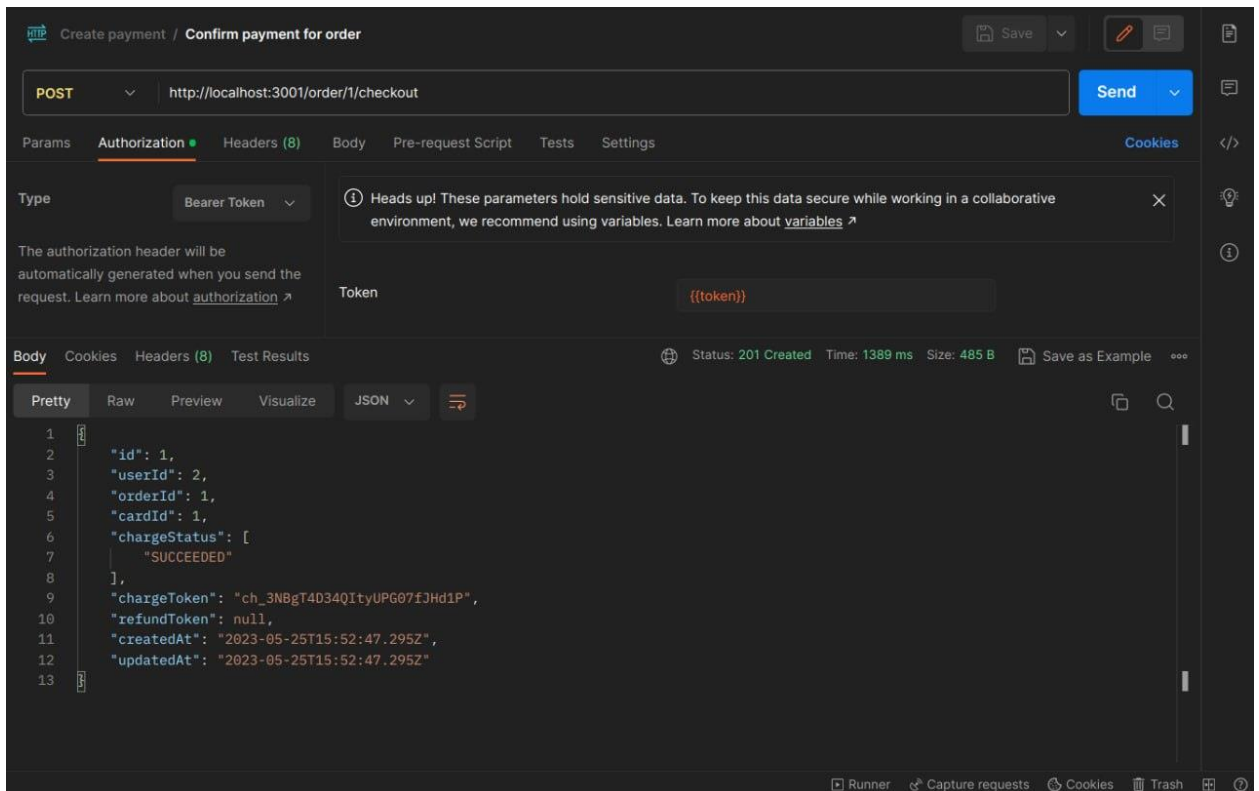 HTTP Create payment / Confirm payment for order Save
POST http://localhost:3001/order/1/checkout Send
Params Authorization Headers (8) Body Pre-request Script Tests Settings Cookies
Type Bearer Token
Heads up! These parameters hold sensitive data. To keep this data secure while working in a collaborative
environment, we recommend using variables. Learn more about variables ↗
The authorization header will be
automatically generated when you send the
request. Learn more about authorization ↗
Token {{token}}
Body Cookies Headers (8) Test Results Status: 201 Created Time: 1389 ms Size: 485 B Save as Example
Pretty Raw Preview Visualize JSON
1 {
2 "id": 1,
3 "userId": 2,
4 "orderId": 1,
5 "cardId": 1,
6 "chargeStatus": [
7 "SUCCEEDED"
8 ],
9 "chargeToken": "ch_3NBgT4D34QItyUPG07fJHd1P",
10 "refundToken": null,
11 "createdAt": "2023-05-25T15:52:47.295Z",
12 "updatedAt": "2023-05-25T15:52:47.295Z"
13 }
Runner Capture requests Cookies Trash